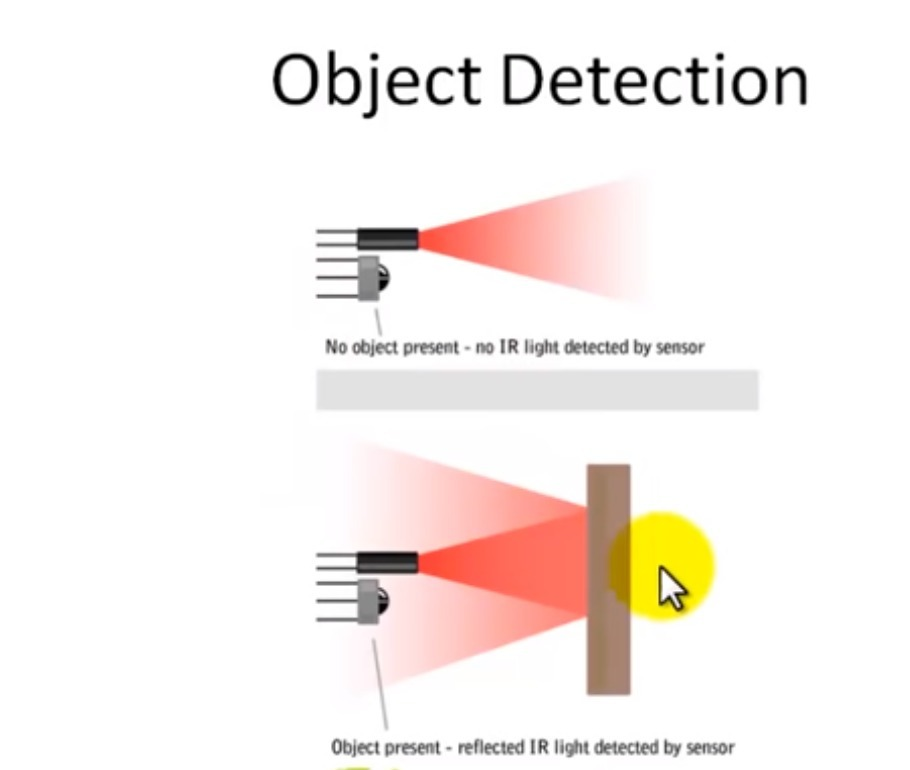 Object Detection
No object present - no IR light detected by sensor
Object present - reflected IR light detected by sensor